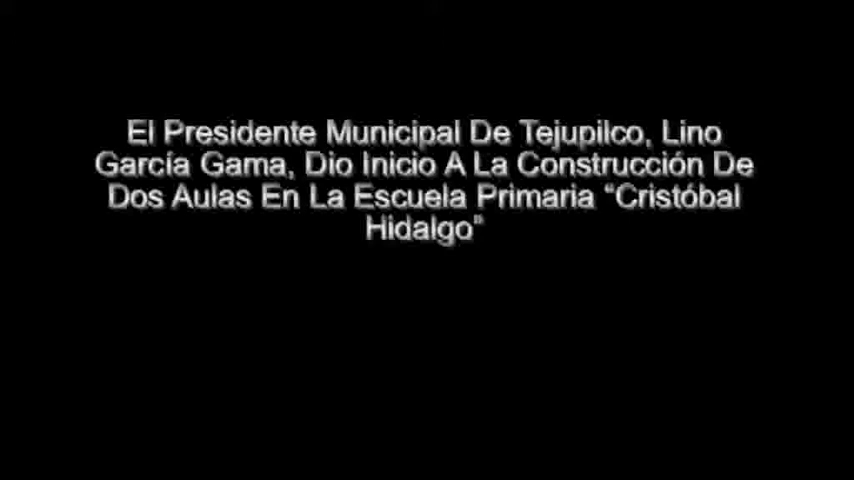 El Presidente Municipal De Tejupilco, Lino
García Gama, Dio Inicio A La Construcción De
Dos Aulas En La Escuela Primaria “Cristóbal
Hidalgo”